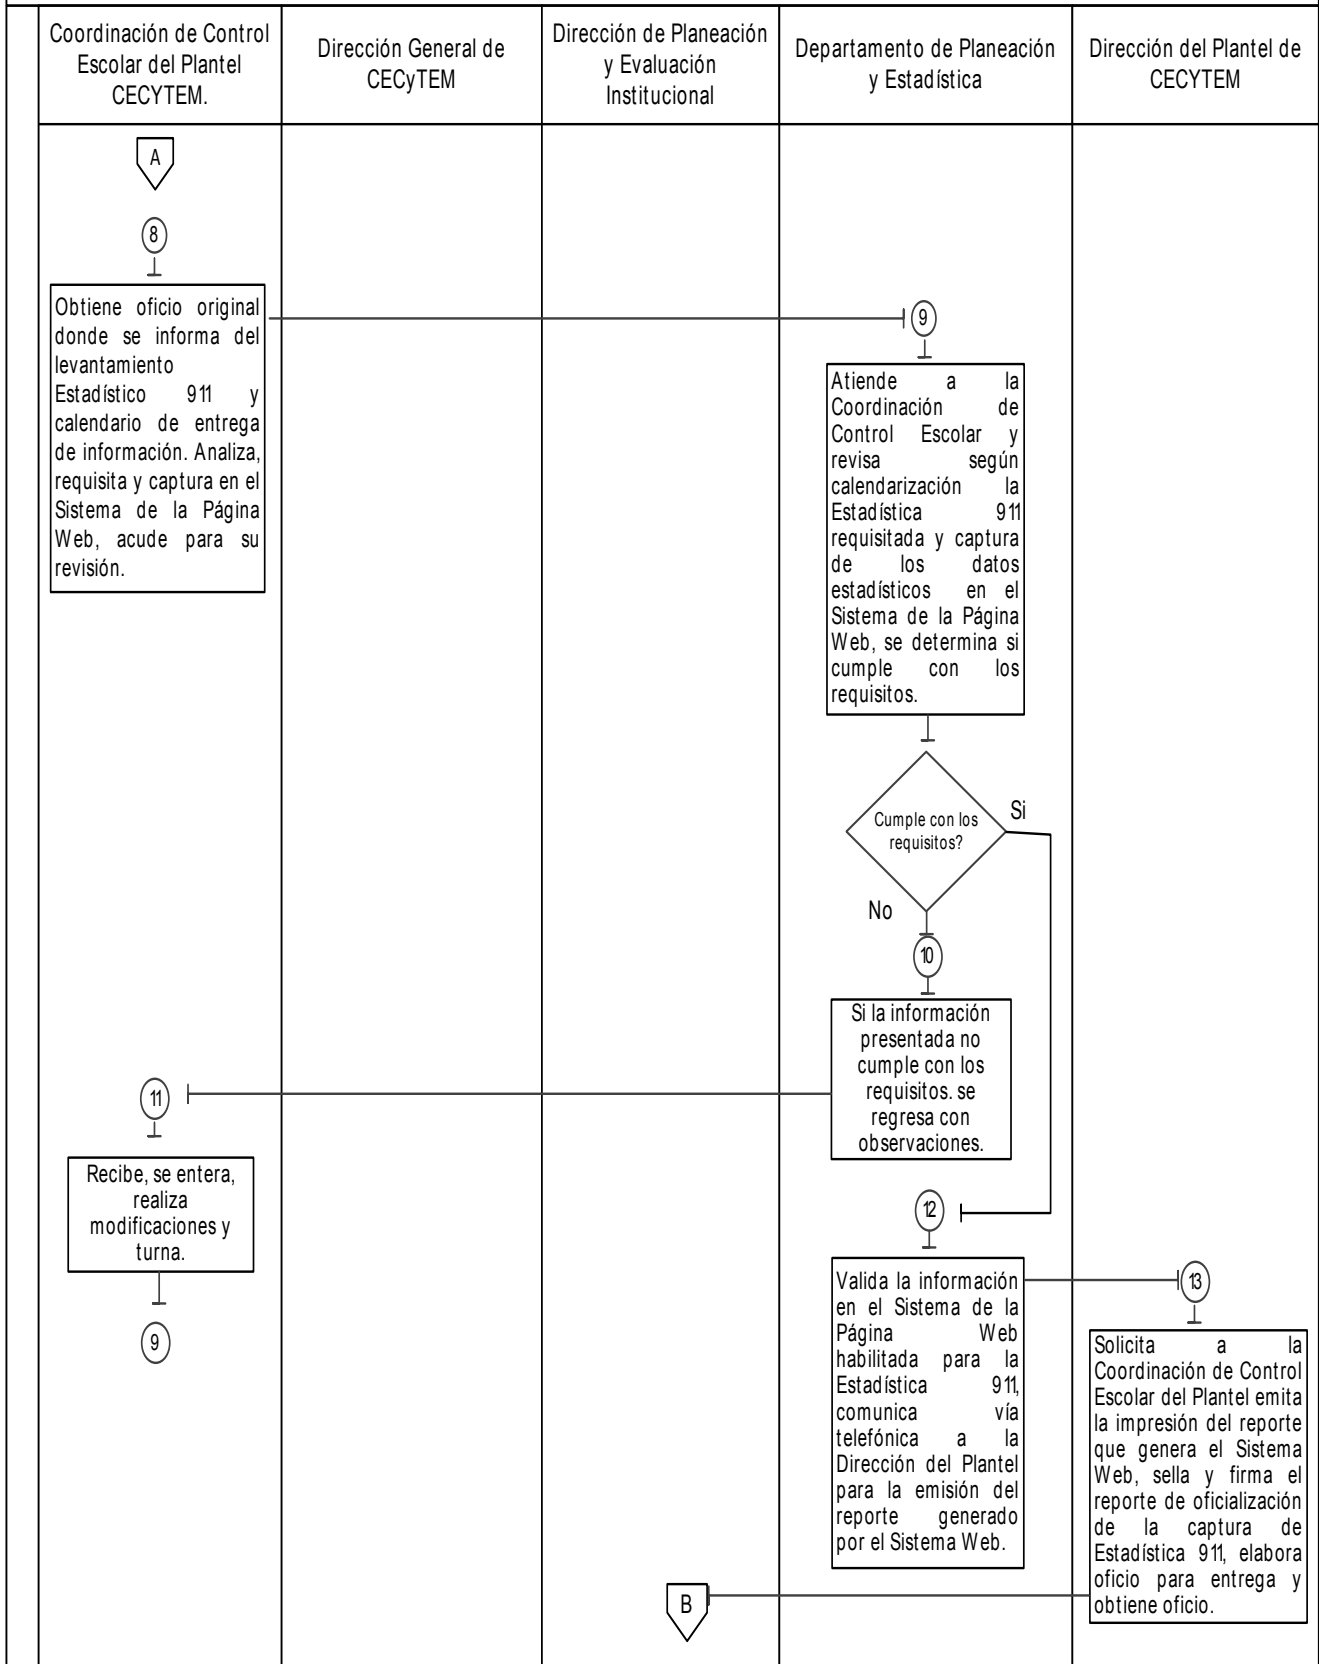 Coordinación de Control
Escolar del Plantel
CECYTEM.
Dirección General de
CECyTEM
Dirección de Planeación
y Evaluación
Institucional
Departamento de Planeación
y Estadística
Dirección del Plantel de
CECYTEM
A
8
Obtiene oficio original
donde se informa del
levantamiento
Estadístico 911 y
calendario de entrega
de información. Analiza,
requisita y captura en el
Sistema de la Página
Web, acude para su
revisión.
9
Atiende a la
Coordinación de
Control Escolar y
revisa según
calendarización la
Estadística 911
requisitada y captura
de los datos
estadísticos en el
Sistema de la Página
Web, se determina si
cumple con los
requisitos.
Cumple con los
requisitos?
Si
No
10
Si la información
presentada no
cumple con los
requisitos. se
regresa con
observaciones.
11
Recibe, se entera,
realiza
modificaciones y
turna.
9
12
Valida la información
en el Sistema de la
Página Web
habilitada para la
Estadística 911,
comunica vía
telefónica a la
Dirección del Plantel
para la emisión del
reporte generado
por el Sistema Web.
13
Solicita a la
Coordinación de Control
Escolar del Plantel emita
la impresión del reporte
que genera el Sistema
Web, sella y firma el
reporte de oficialización
de la captura de
Estadística 911, elabora
oficio para entrega y
obtiene oficio.
B